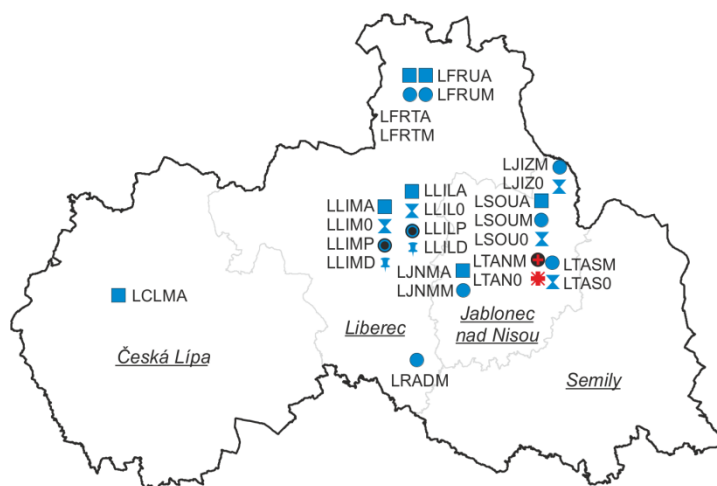 LFRUA
LFRUM
LFRTA
LFRTM
LJIZM
LJIZ0
LLIMA
LLIM0
LLIMP
LLIMD
LLILA
LLIL0
LLILP
LLILD
LSOUA
LSOUM
LSOU0
LTANM
LTAN0
LTASM
LTAS0
LJNMA
LJNMM
LCLMA
Česká Lípa
Liberec
Jablonec
nad Nisou
LRADM
Semily